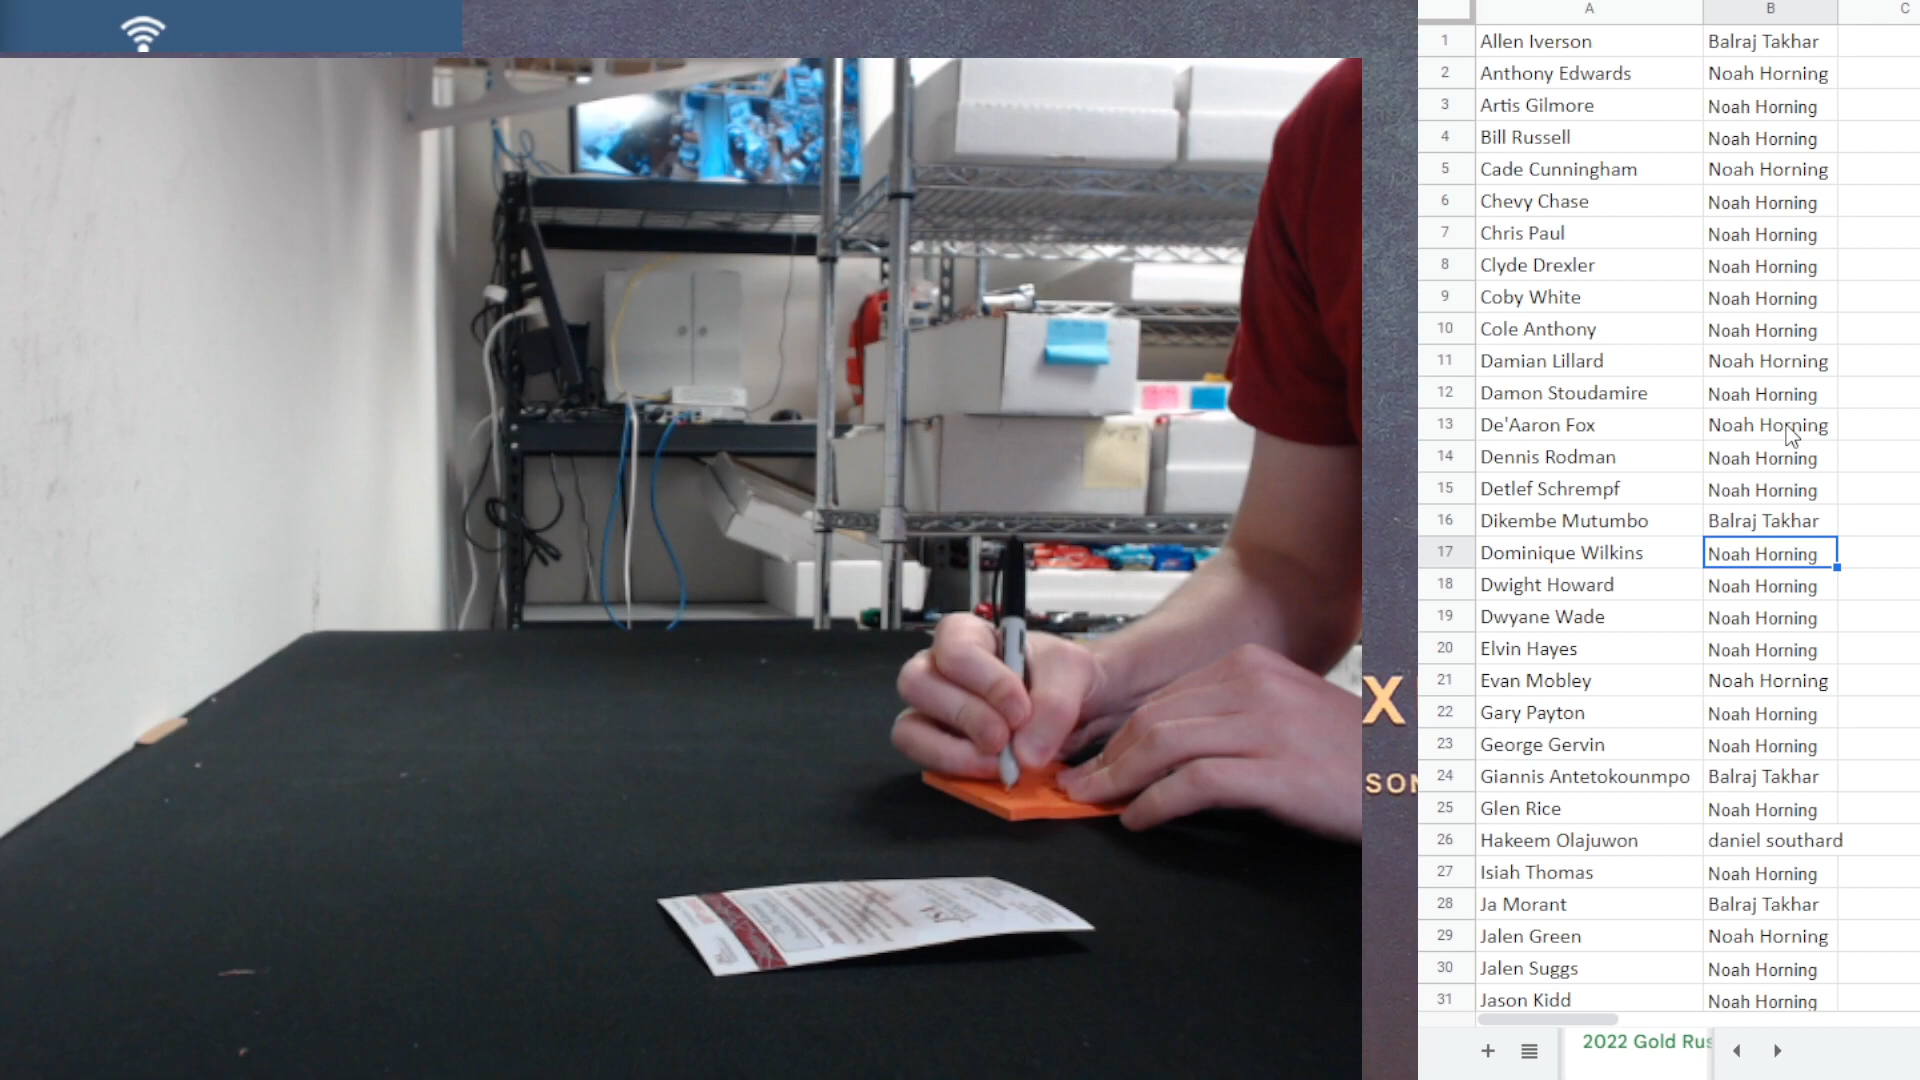 A B C
1 Allen Iverson Balraj Takhar
2 Anthony Edwards Noah Horning
3 Artis Gilmore Noah Horning
4 Bill Russell Noah Horning
5 Cade Cunningham Noah Horning
6 Chevy Chase Noah Horning
7 Chris Paul Noah Horning
8 Clyde Drexler Noah Horning
9 Coby White Noah Horning
10 Cole Anthony Noah Horning
11 Damian Lillard Noah Horning
12 Damon Stoudamire Noah Horning
13 De'Aaron Fox Noah Horning
14 Dennis Rodman Noah Horning
15 Detlef Schrempf Noah Horning
16 Dikembe Mutumbo Balraj Takhar
17 Dominique Wilkins Noah Horning
18 Dwight Howard Noah Horning
19 Dwyane Wade Noah Horning
20 Elvin Hayes Noah Horning
21 Evan Mobley Noah Horning
22 Gary Payton Noah Horning
23 George Gervin Noah Horning
24 Giannis Antetokounmpo Balraj Takhar
25 Glen Rice Noah Horning
26 Hakeem Olajuwon daniel southard
27 Isiah Thomas Noah Horning
28 Ja Morant Balraj Takhar
29 Jalen Green Noah Horning
30 Jalen Suggs Noah Horning
31 Jason Kidd Noah Horning
2022 Gold Rus
X
SON